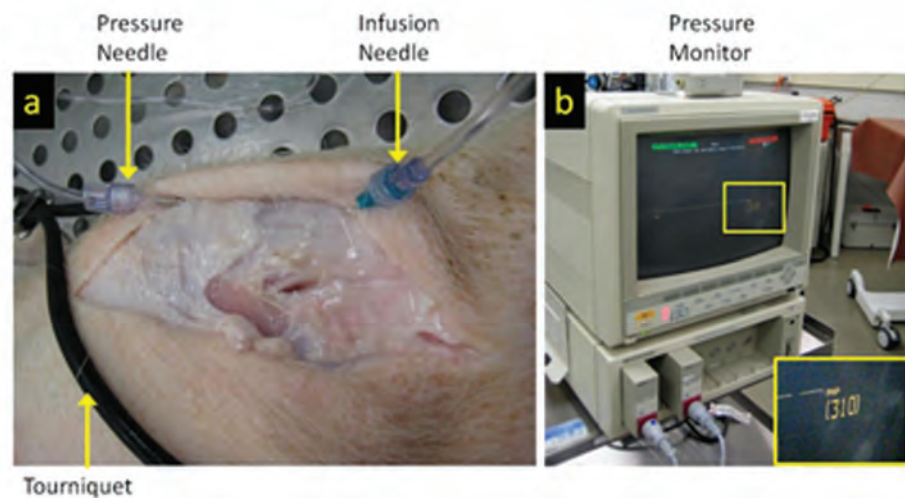 Pressure
Needle
Infusion
Needle
Pressure
Monitor
a
b
(310)
Tourniquet